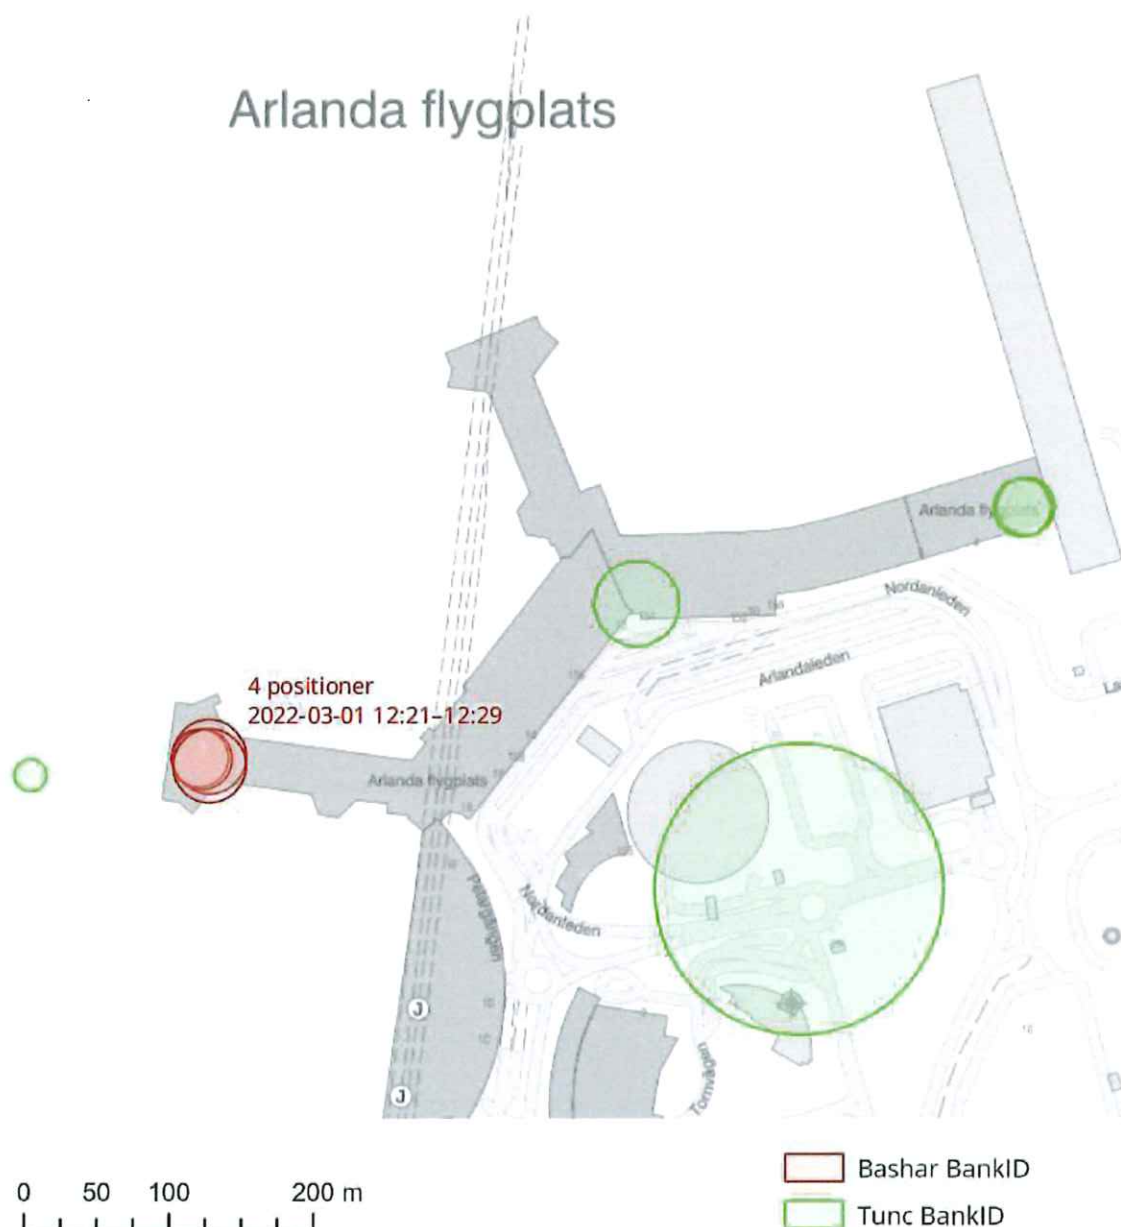 Arlanda flygplats
Arlanda flygplats
Nordanleden
Arlandaleden
4 positioner
2022-03-01 12:21–12:29
Arlanda flygplats
Pelargången
Nordanleden
J
Tornvägen
J
0 50 100 200 m
Bashar BankID
Tunc BankID